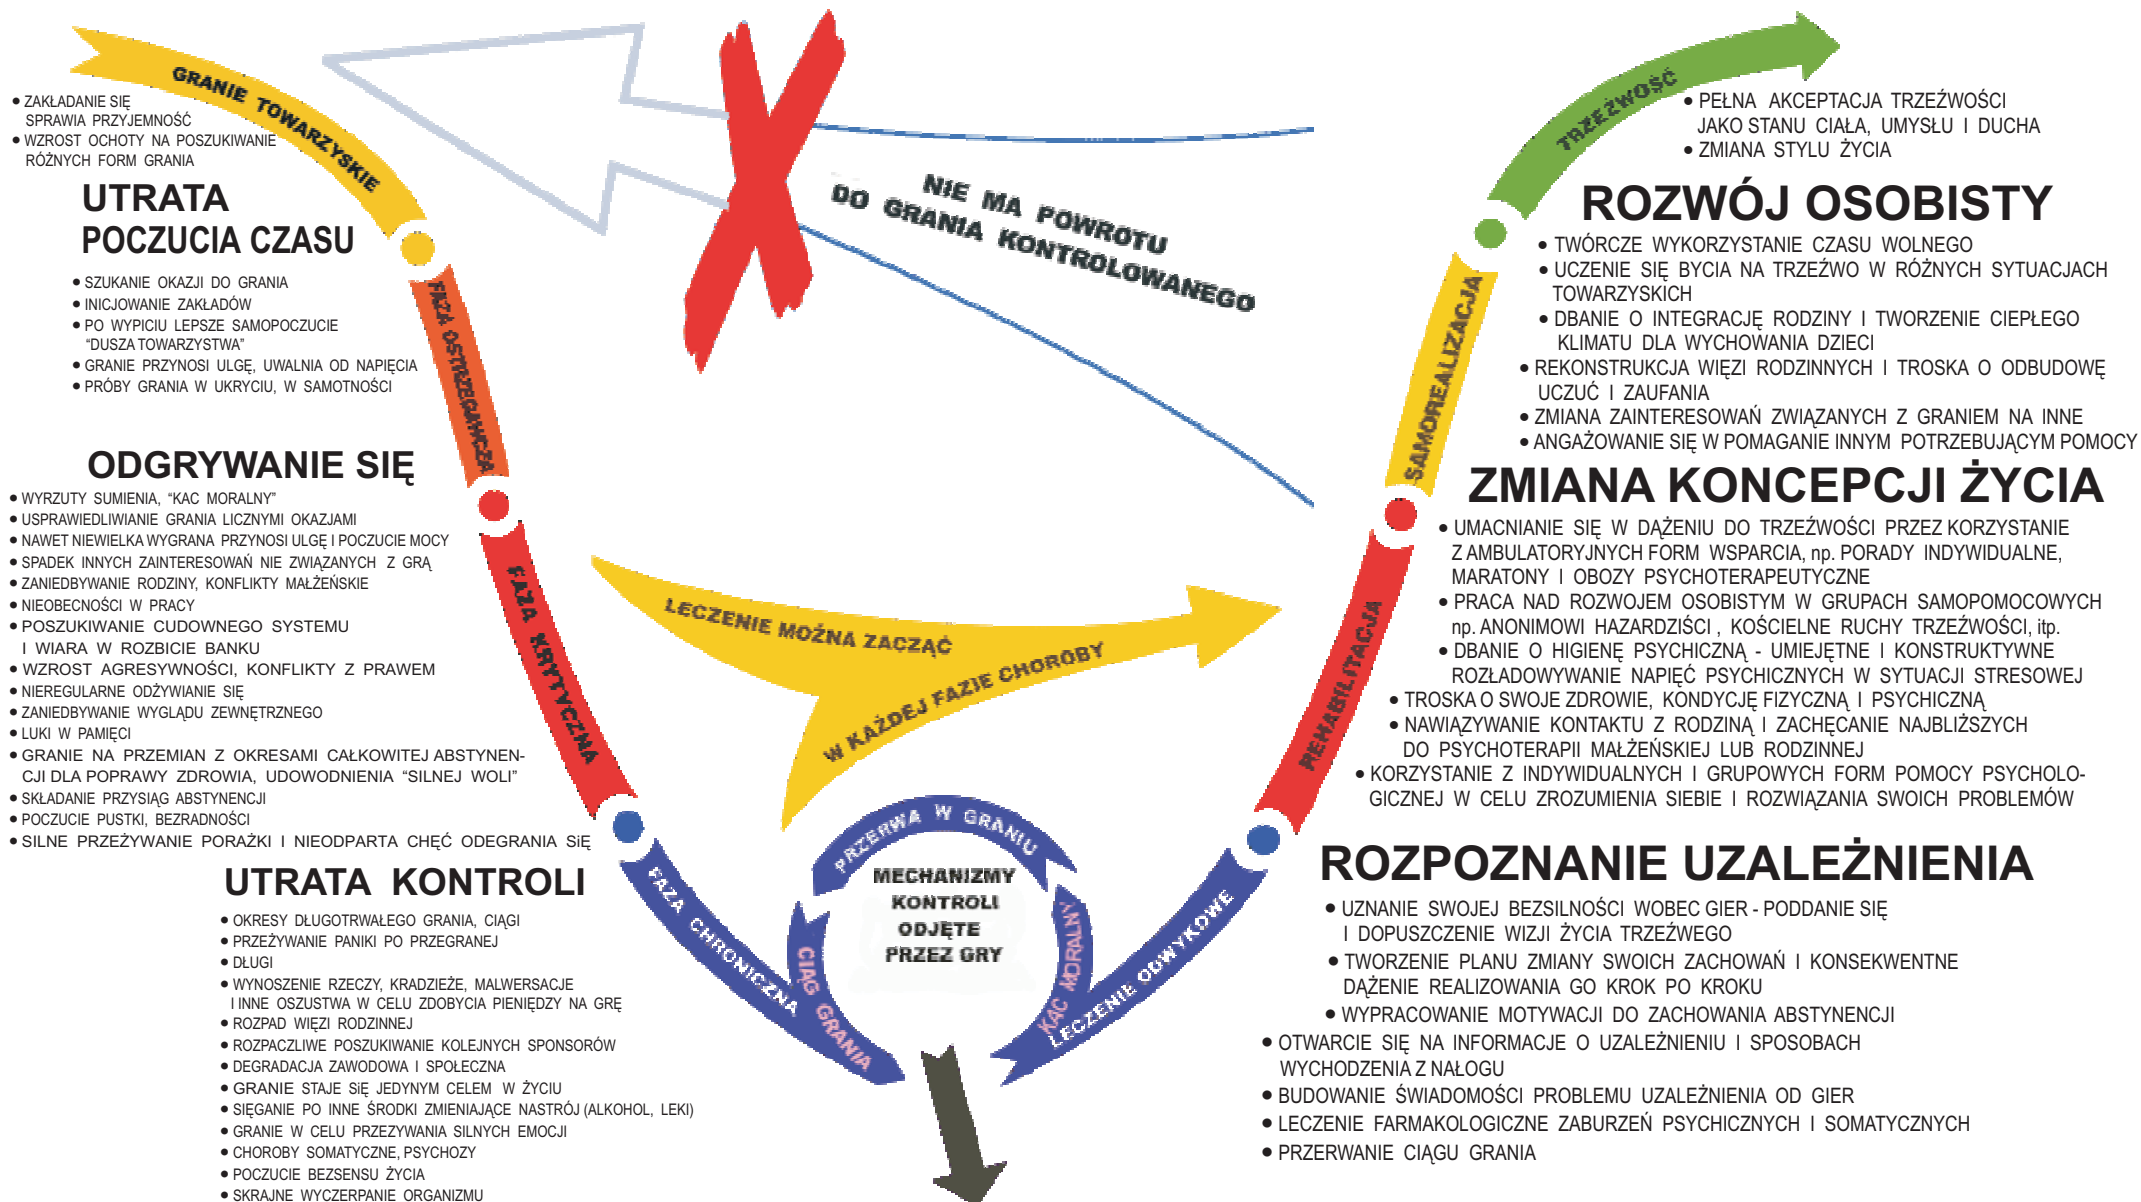 GRANIE TOWARZYSKIE
• ZAKŁADANIE SIĘ
SPRAWIA PRZYJEMNOŚĆ
• WZROST OCHOTY NA POSZUKIWANIE
RÓŻNYCH FORM GRANIA
UTRATA
POCZUCIA CZASU
• SZUKANIE OKAZJI DO GRANIA
• INICJOWANIE ZAKŁADÓW
• PO WYPICIU LEPSZE SAMOPOCZUCIE
“DUSZA TOWARZYSTWA”
• GRANIE PRZYNOSI ULGĘ, UWALNIA OD NAPIĘCIA
• PRÓBY GRANIA W UKRYCIU, W SAMOTNOŚCI
FAZA OSTRZEGAWCZA
ODGRYWANIE SIĘ
• WYRZUTY SUMIENIA, “KAC MORALNY”
• USPRAWIEDLIWIANIE GRANIA LICZNYMI OKAZJAMI
• NAWET NIEWIELKA WYGRANA PRZYNOSI ULGĘ I POCZUCIE MOCY
• SPADEK INNYCH ZAINTERESOWAŃ NIE ZWIĄZANYCH Z GRĄ
• ZANIEDBYWANIE RODZINY, KONFLIKTY MAŁŻEŃSKIE
• NIEOBECNOŚCI W PRACY
• POSZUKIWANIE CUDOWNEGO SYSTEMU
I WIARA W ROZBICIE BANKU
• WZROST AGRESYWNOŚCI, KONFLIKTY Z PRAWEM
• NIEREGULARNE ODŻYWIANIE SIĘ
• ZANIEDBYWANIE WYGLĄDU ZEWNĘTRZNEGO
• LUKI W PAMIĘCI
• GRANIE NA PRZEMIAN Z OKRESAMI CAŁKOWITEJ ABSTYNEN-
CJI DLA POPRAWY ZDROWIA, UDOWODNIENIA “SILNEJ WOLI”
• SKŁADANIE PRZYSIĄG ABSTYNENCJI
• POCZUCIE PUSTKI, BEZRADNOŚCI
• SILNE PRZEŻYWANIE PORAŻKI I NIEODPARTA CHĘĆ ODEGRANIA SiĘ
FAZA KRYTYCZNA
UTRATA KONTROLI
• OKRESY DŁUGOTRWAŁEGO GRANIA, CIĄGI
• PRZEŻYWANIE PANIKI PO PRZEGRANEJ
• DŁUGI
• WYNOSZENIE RZECZY, KRADZIEŻE, MALWERSACJE
I INNE OSZUSTWA W CELU ZDOBYCIA PIENIĘDZY NA GRĘ
• ROZPAD WIĘZI RODZINNEJ
• ROZPACZLIWE POSZUKIWANIE KOLEJNYCH SPONSORÓW
• DEGRADACJA ZAWODOWA I SPOŁECZNA
• GRANIE STAJE SiĘ JEDYNYM CELEM W ŻYCIU
• SIĘGANIE PO INNE ŚRODKI ZMIENIAJĄCE NASTRÓJ (ALKOHOL, LEKI)
• GRANIE W CELU PRZEZYWANIA SILNYCH EMOCJI
• CHOROBY SOMATYCZNE, PSYCHOZY
• POCZUCIE BEZSENSU ŻYCIA
• SKRAJNE WYCZERPANIE ORGANIZMU
FAZA CHRONICZNA
NIE MA POWROTU
DO GRANIA KONTROLOWANEGO
LECZENIE MOŻNA ZACZĄĆ
W KAŻDEJ FAZIE CHOROBY
PRZERWA W GRANIU
MECHANIZMY
KONTROLI
ODJĘTE
PRZEZ GRY
CIĄG GRANIA
KAC MORALNY
LECZENIE ODWYKOWE
TRZEŹWOŚĆ
• PEŁNA AKCEPTACJA TRZEŹWOŚCI
JAKO STANU CIAŁA, UMYSŁU I DUCHA
• ZMIANA STYLU ŻYCIA
ROZWÓJ OSOBISTY
• TWÓRCZE WYKORZYSTANIE CZASU WOLNEGO
• UCZENIE SIĘ BYCIA NA TRZEŹWO W RÓŻNYCH SYTUACJACH
TOWARZYSKICH
• DBANIE O INTEGRACJĘ RODZINY I TWORZENIE CIEPŁEGO
KLIMATU DLA WYCHOWANIA DZIECI
• REKONSTRUKCJA WIĘZI RODZINNYCH I TROSKA O ODBUDOWĘ
UCZUĆ I ZAUFANIA
• ZMIANA ZAINTERESOWAŃ ZWIĄZANYCH Z GRANIEM NA INNE
• ANGAŻOWANIE SIĘ W POMAGANIE INNYM POTRZEBUJĄCYM POMOCY
SAMOREALIZACJA
ZMIANA KONCEPCJI ŻYCIA
• UMACNIANIE SIĘ W DĄŻENIU DO TRZEŹWOŚCI PRZEZ KORZYSTANIE
Z AMBULATORYJNYCH FORM WSPARCIA, np. PORADY INDYWIDUALNE,
MARATONY I OBOZY PSYCHOTERAPEUTYCZNE
• PRACA NAD ROZWOJEM OSOBISTYM W GRUPACH SAMOPOMOCOWYCH
np. ANONIMOWI HAZARDZIŚCI , KOŚCIELNE RUCHY TRZEŹWOŚCI, itp.
• DBANIE O HIGIENĘ PSYCHICZNĄ - UMIEJĘTNE I KONSTRUKTYWNE
ROZŁADOWYWANIE NAPIĘĆ PSYCHICZNYCH W SYTUACJI STRESOWEJ
• TROSKA O SWOJE ZDROWIE, KONDYCJĘ FIZYCZNĄ I PSYCHICZNĄ
• NAWIĄZYWANIE KONTAKTU Z RODZINĄ I ZACHĘCANIE NAJBLIŻSZYCH
DO PSYCHOTERAPII MAŁŻEŃSKIEJ LUB RODZINNEJ
• KORZYSTANIE Z INDYWIDUALNYCH I GRUPOWYCH FORM POMOCY PSYCHOLO-
GICZNEJ W CELU ZROZUMIENIA SIEBIE I ROZWIĄZANIA SWOICH PROBLEMÓW
REHABILITACJA
ROZPOZNANIE UZALEŻNIENIA
• UZNANIE SWOJEJ BEZSILNOŚCI WOBEC GIER - PODDANIE SIĘ
I DOPUSZCZENIE WIZJI ŻYCIA TRZEŹWEGO
• TWORZENIE PLANU ZMIANY SWOICH ZACHOWAŃ I KONSEKWENTNE
DĄŻENIE REALIZOWANIA GO KROK PO KROKU
• WYPRACOWANIE MOTYWACJI DO ZACHOWANIA ABSTYNENCJI
• OTWARCIE SIĘ NA INFORMACJE O UZALEŻNIENIU I SPOSOBACH
WYCHODZENIA Z NAŁOGU
• BUDOWANIE ŚWIADOMOŚCI PROBLEMU UZALEŻNIENIA OD GIER
• LECZENIE FARMAKOLOGICZNE ZABURZEŃ PSYCHICZNYCH I SOMATYCZNYCH
• PRZERWANIE CIĄGU GRANIA